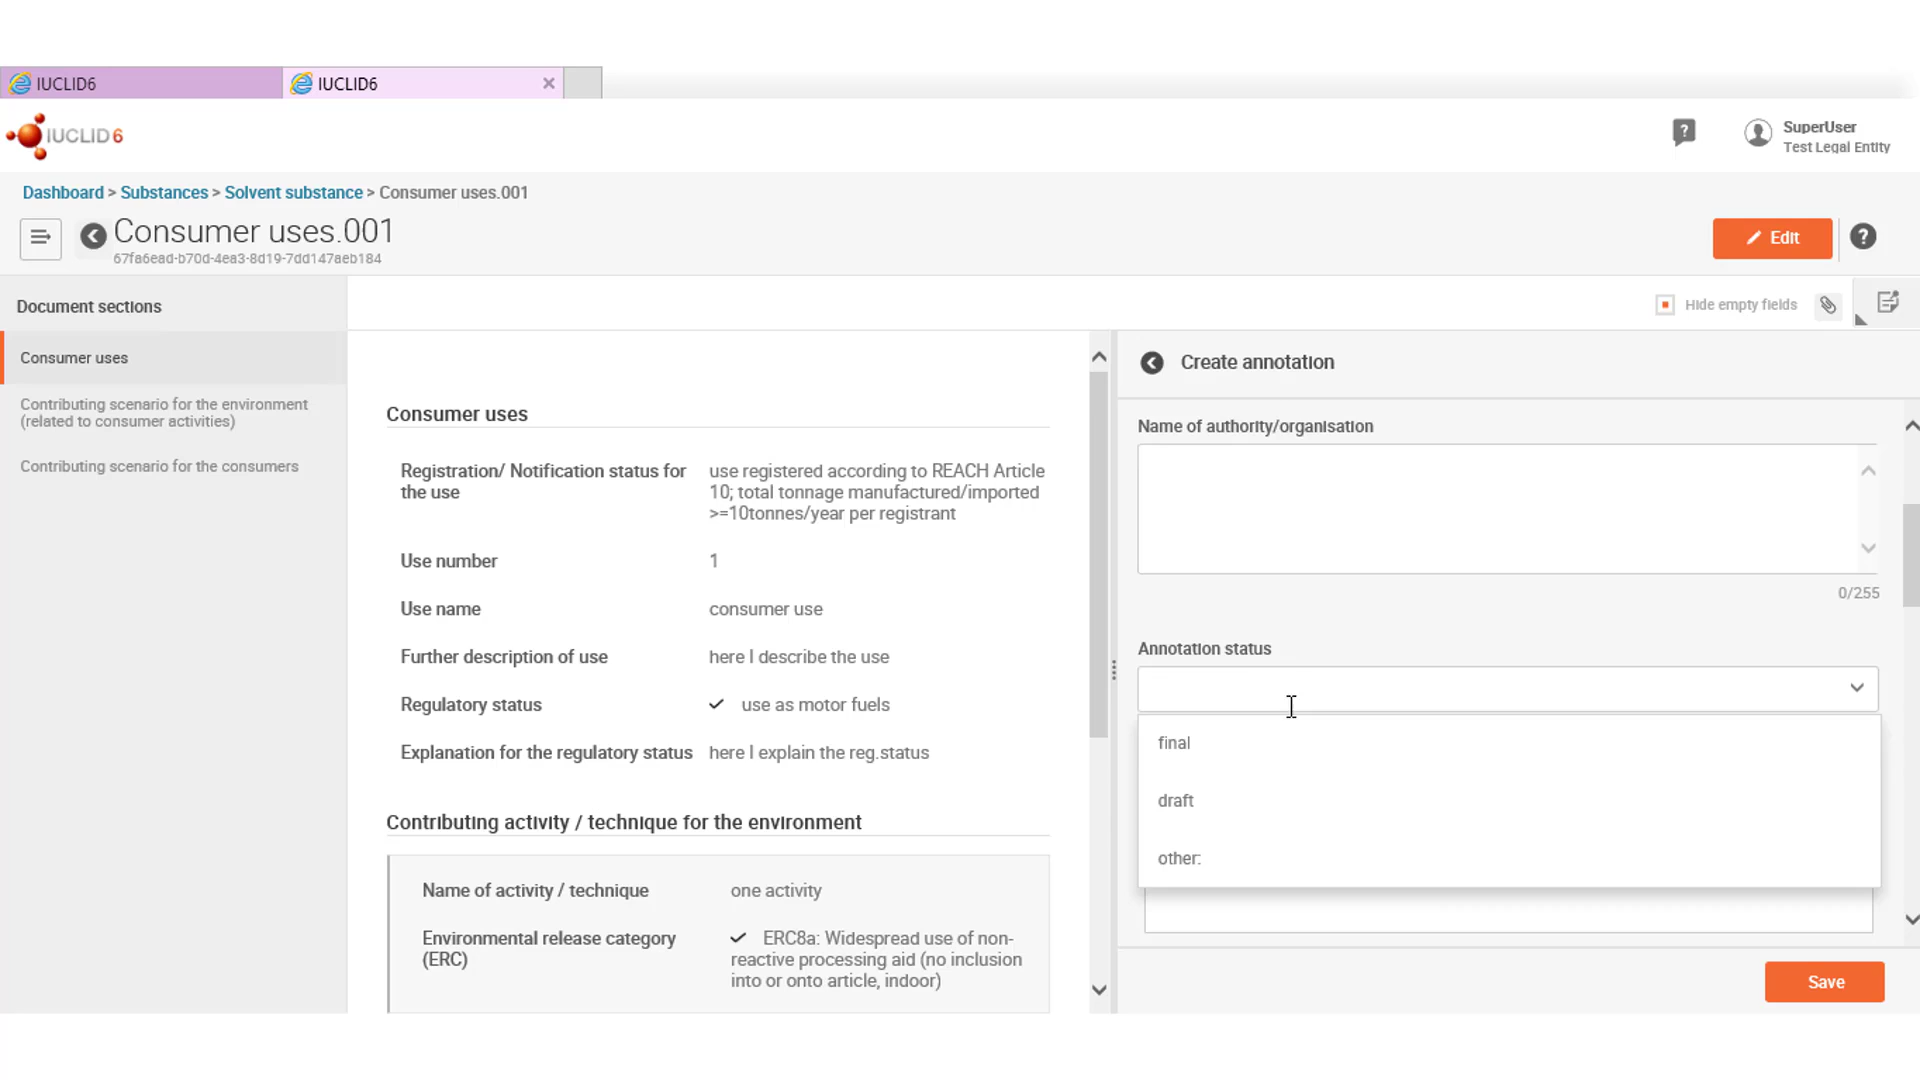 IUCLID6
IUCLID6
IUCLID 6
SuperUser
Test Legal Entity
Dashboard > Substances > Solvent substance > Consumer uses.001
Consumer uses.001
67fa6ead-b70d-4ea3-8d19-7dd147aeb184
Edit
Document sections
Hide empty fields
Consumer uses
Contributing scenario for the environment
(related to consumer activities)
Contributing scenario for the consumers
Consumer uses
Registration/ Notification status for
the use
use registered according to REACH Article
10; total tonnage manufactured/imported
>=10tonnes/year per registrant
Use number
1
Use name
consumer use
Further description of use
here I describe the use
Regulatory status
use as motor fuels
Explanation for the regulatory status
here I explain the reg.status
Contributing activity / technique for the environment
Name of activity / technique
one activity
Environmental release category
(ERC)
ERC8a: Widespread use of non-
reactive processing aid (no inclusion
into or onto article, indoor)
Create annotation
Name of authority/organisation
0/255
Annotation status
final
draft
other:
Save